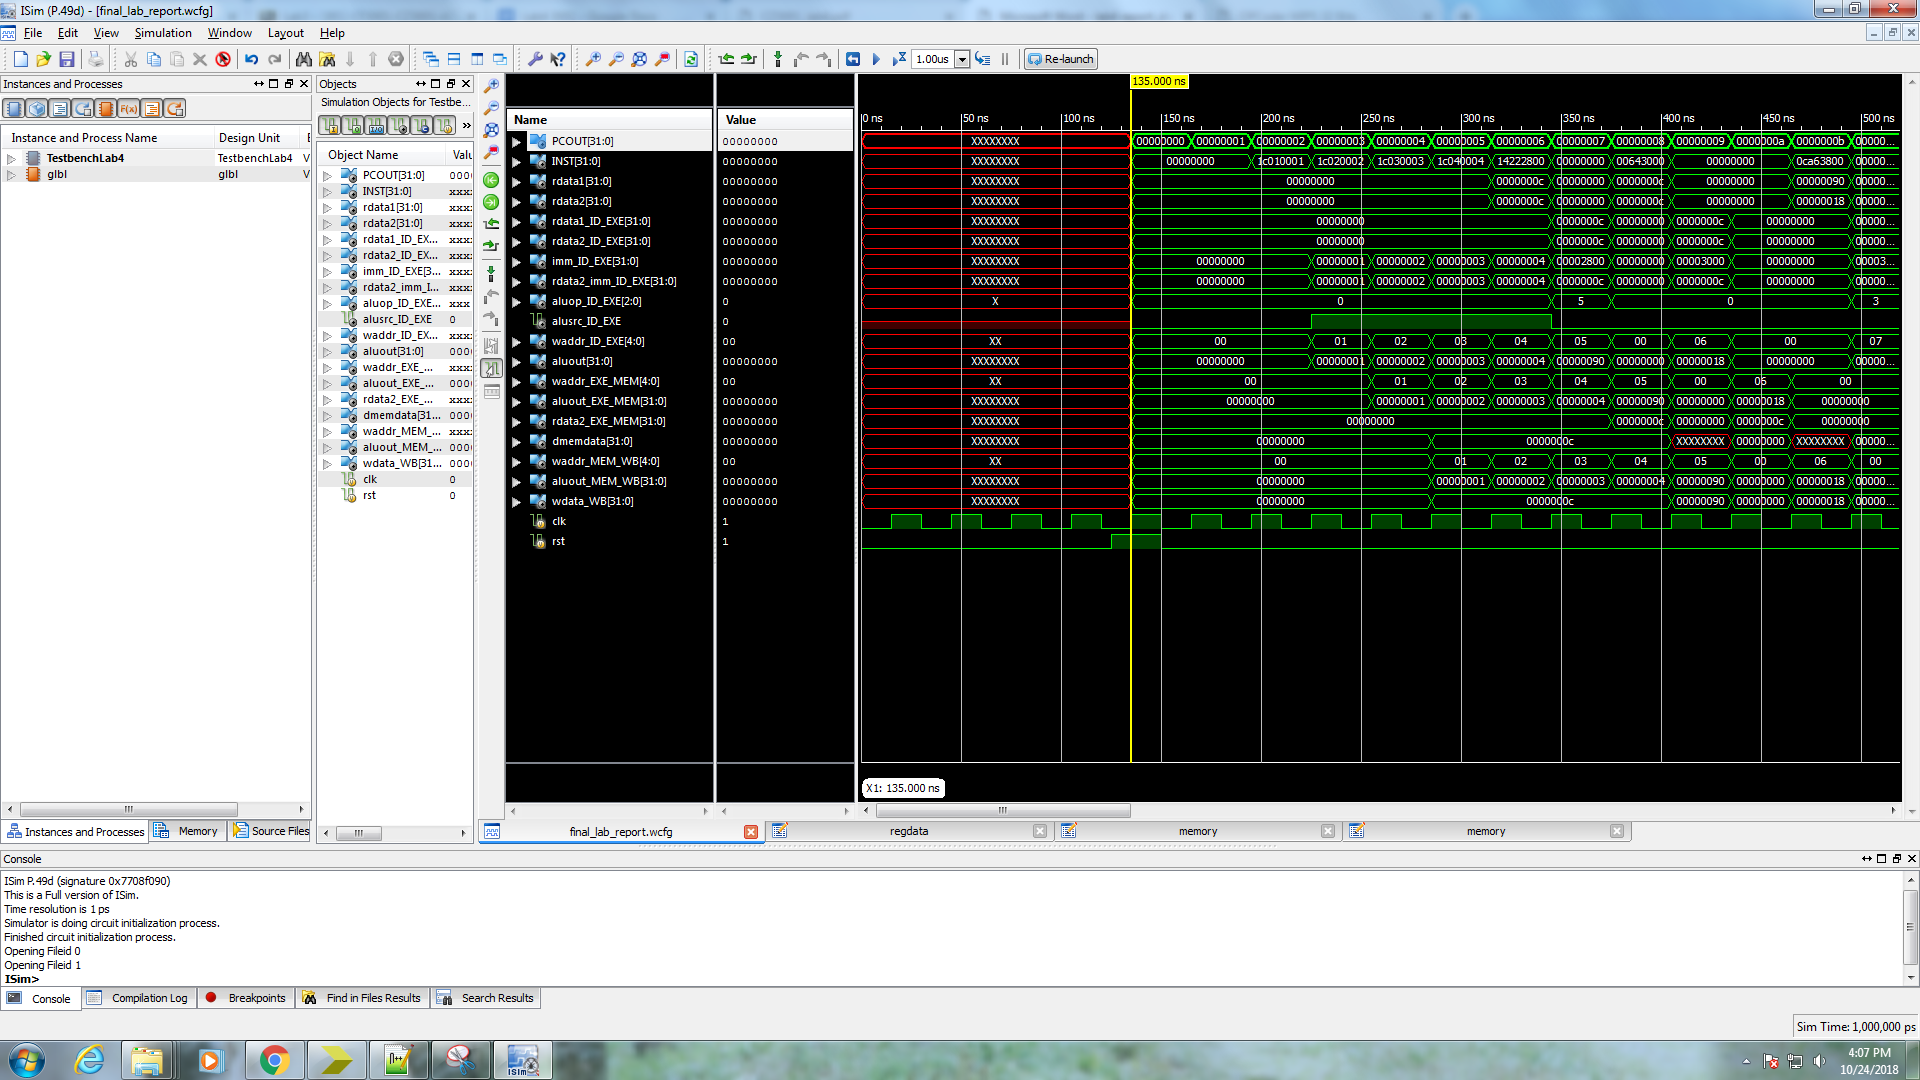 ISim (P.49d) - [final_lab_report.wcfg]
File Edit View Simulation Window Layout Help
1.00us Re-launch
Instances and Processes
Instance and Process Name Design Unit
TestbenchLab4 TestbenchLab4 V
glbl glbl V
Instances and Processes Memory Source Files
Objects
Simulation Objects for Testbe...
Object Name Valu
PCOUT[31:0] 000
INST[31:0] xxx
rdata1[31:0] xxx
rdata2[31:0] xxx
rdata1_ID_EX... xxx
rdata2_ID_EX... xxx
imm_ID_EXE[3... xxx
rdata2_imm_I... xxx
aluop_ID_EXE... xxx
alusrc_ID_EXE 0
waddr_ID_EX... xxx
aluout[31:0] 000
waddr_EXE_... xxx
aluout_EXE_... 000
rdata2_EXE_... xxx
dmemdata[31... 000
waddr_MEM_... xxx
aluout_MEM_... 000
wdata_WB[31... 000
clk 0
rst 0
135.000 ns
Name Value 0 ns 50 ns 100 ns 150 ns 200 ns 250 ns 300 ns 350 ns 400 ns 450 ns 500 ns
PCOUT[31:0] 00000000 XXXXXXXX 00000000 00000001 00000002 00000003 00000004 00000005 00000006 00000007 00000008 00000009 0000000a 0000000b 00000...
INST[31:0] 00000000 XXXXXXXX 00000000 1c010001 1c020002 1c030003 1c040004 14222800 00000000 00643000 00000000 0ca63800 00000...
rdata1[31:0] 00000000 XXXXXXXX 00000000 0000000c 00000000 0000000c 00000000 00000090 00000...
rdata2[31:0] 00000000 XXXXXXXX 00000000 0000000c 00000000 0000000c 00000000 00000018 00000...
rdata1_ID_EXE[31:0] 00000000 XXXXXXXX 00000000 0000000c 00000000 0000000c 00000000 00000...
rdata2_ID_EXE[31:0] 00000000 XXXXXXXX 00000000 0000000c 00000000 0000000c 00000000 00000...
imm_ID_EXE[31:0] 00000000 XXXXXXXX 00000000 00000001 00000002 00000003 00000004 00002800 00000000 00003000 00000000 00003...
rdata2_imm_ID_EXE[31:0] 00000000 XXXXXXXX 00000000 00000001 00000002 00000003 00000004 0000000c 00000000 0000000c 00000000 00000...
aluop_ID_EXE[2:0] 0 X 0 5 0 3
alusrc_ID_EXE 0
waddr_ID_EXE[4:0] 00 XX 00 01 02 03 04 05 00 06 00 07
aluout[31:0] 00000000 XXXXXXXX 00000000 00000001 00000002 00000003 00000004 00000090 00000000 00000018 00000000 00000...
waddr_EXE_MEM[4:0] 00 XX 00 01 02 03 04 05 00 06 00
aluout_EXE_MEM[31:0] 00000000 XXXXXXXX 00000000 00000001 00000002 00000003 00000004 00000090 00000000 00000018 00000000
rdata2_EXE_MEM[31:0] 00000000 XXXXXXXX 00000000 0000000c 00000000 0000000c 00000000
dmemdata[31:0] 00000000 XXXXXXXX 00000000 0000000c XXXXXXXX 00000000 XXXXXXXX 00000...
waddr_MEM_WB[4:0] 00 XX 00 01 02 03 04 05 00 06 00
aluout_MEM_WB[31:0] 00000000 XXXXXXXX 00000000 00000001 00000002 00000003 00000004 00000090 00000000 00000018 00000...
wdata_WB[31:0] 00000000 XXXXXXXX 00000000 0000000c 00000090 00000000 00000018 00000...
clk 1
rst 1
X1: 135.000 ns
final_lab_report.wcfg regdata memory memory
Console
ISim P.49d (signature 0x7708f090)
This is a Full version of ISim.
Time resolution is 1 ps
Simulator is doing circuit initialization process.
Finished circuit initialization process.
Opening Fileid 0
Opening Fileid 1
ISim>
Console Compilation Log Breakpoints Find in Files Results Search Results
Sim Time: 1,000,000 ps
4:07 PM
10/24/2018